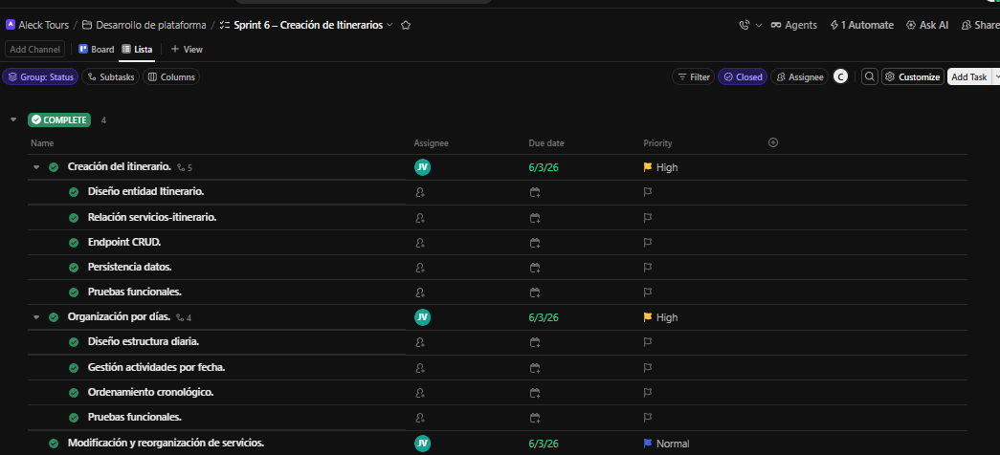 A Aleck Tours / Desarrollo de plataforma / Sprint 6 – Creación de Itinerarios Agents 1 Automate Ask AI Share
Add Channel Board Lista + View
Group: Status Subtasks Columns Filter Closed Assignee C Customize Add Task
COMPLETE 4
Name Assignee Due date Priority
Creación del itinerario. 5 JV 6/3/26 High
Diseño entidad Itinerario.
Relación servicios-itinerario.
Endpoint CRUD.
Persistencia datos.
Pruebas funcionales.
Organización por días. 4 JV 6/3/26 High
Diseño estructura diaria.
Gestión actividades por fecha.
Ordenamiento cronológico.
Pruebas funcionales.
Modificación y reorganización de servicios. JV 6/3/26 Normal